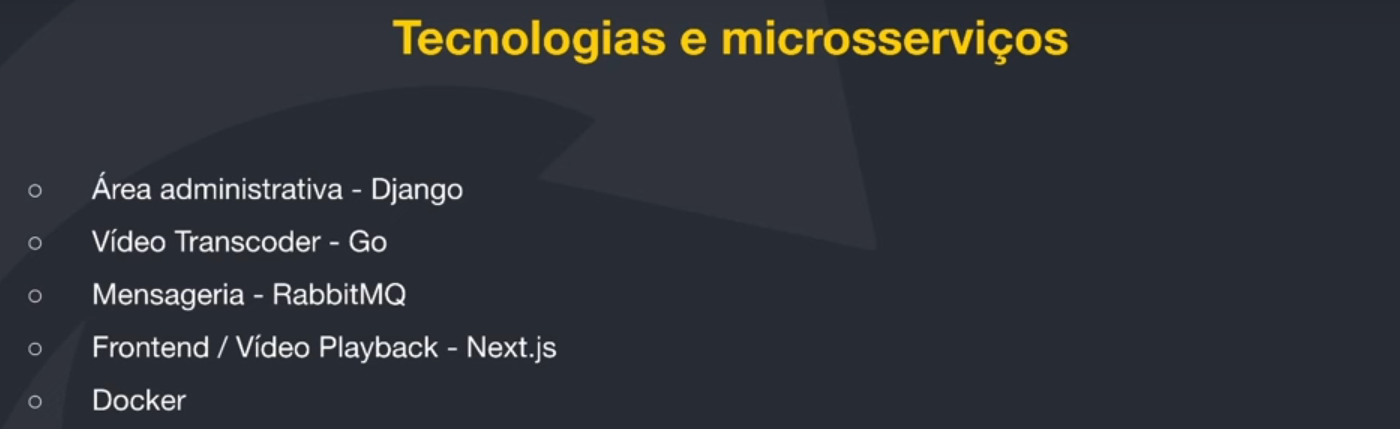 Tecnologias e microsserviços
Área administrativa - Django
Vídeo Transcoder - Go
Mensageria - RabbitMQ
Frontend / Vídeo Playback - Next.js
Docker